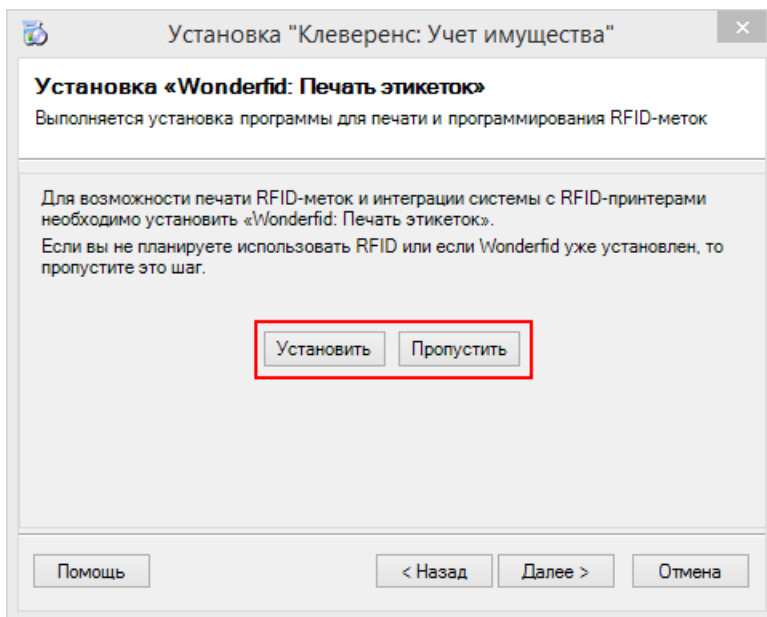 Установка "Клеверенс: Учет имущества"
Установка «Wonderfid: Печать этикеток»
Выполняется установка программы для печати и программирования RFID-меток
Для возможности печати RFID-меток и интеграции системы с RFID-принтерами
необходимо установить «Wonderfid: Печать этикеток».
Если вы не планируете использовать RFID или если Wonderfid уже установлен, то
пропустите это шаг.
Установить Пропустить
Помощь < Назад Далее > Отмена